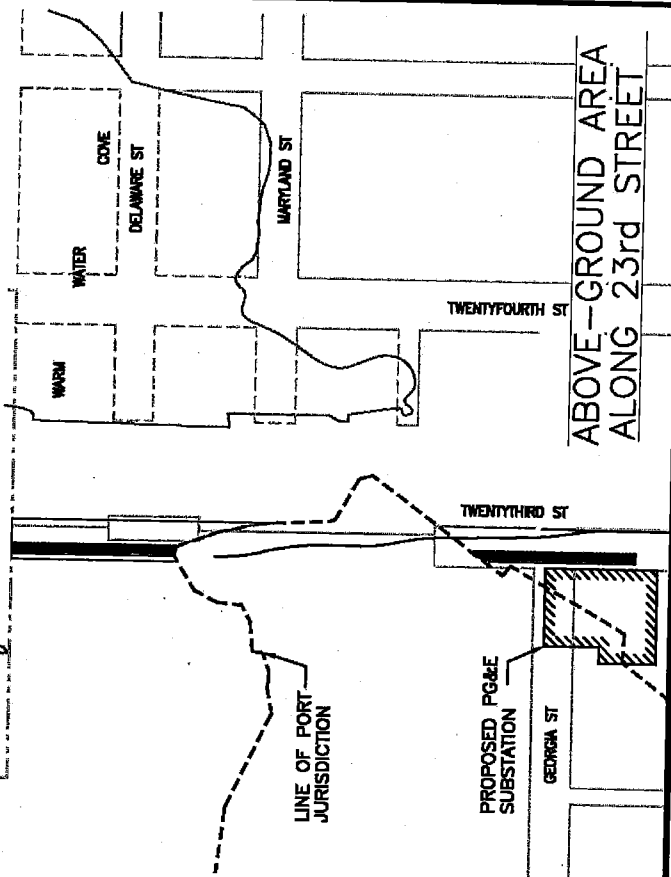 COVE
DELAWARE ST
WATER
MARYLAND ST
TWENTYFOURTH ST
WARM
ABOVE-GROUND AREA
ALONG 23rd STREET
TWENTYTHIRD ST
LINE OF PORT
JURISDICTION
PROPOSED PG&E
SUBSTATION
GEORGIA ST